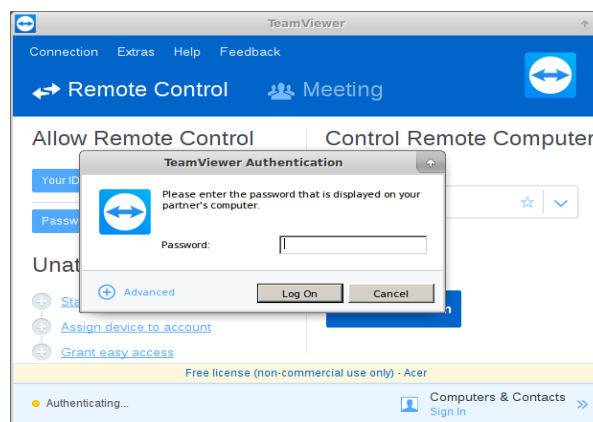 TeamViewer
Connection Extras Help Feedback
Remote Control Meeting
Allow Remote Control
Control Remote Computer
TeamViewer Authentication
Your ID
Please enter the password that is displayed on your
partner's computer.
Password:
Advanced
Log On Cancel
Assign device to account
Grant easy access
Free license (non-commercial use only) - Acer
Authenticating...
Computers & Contacts
Sign In